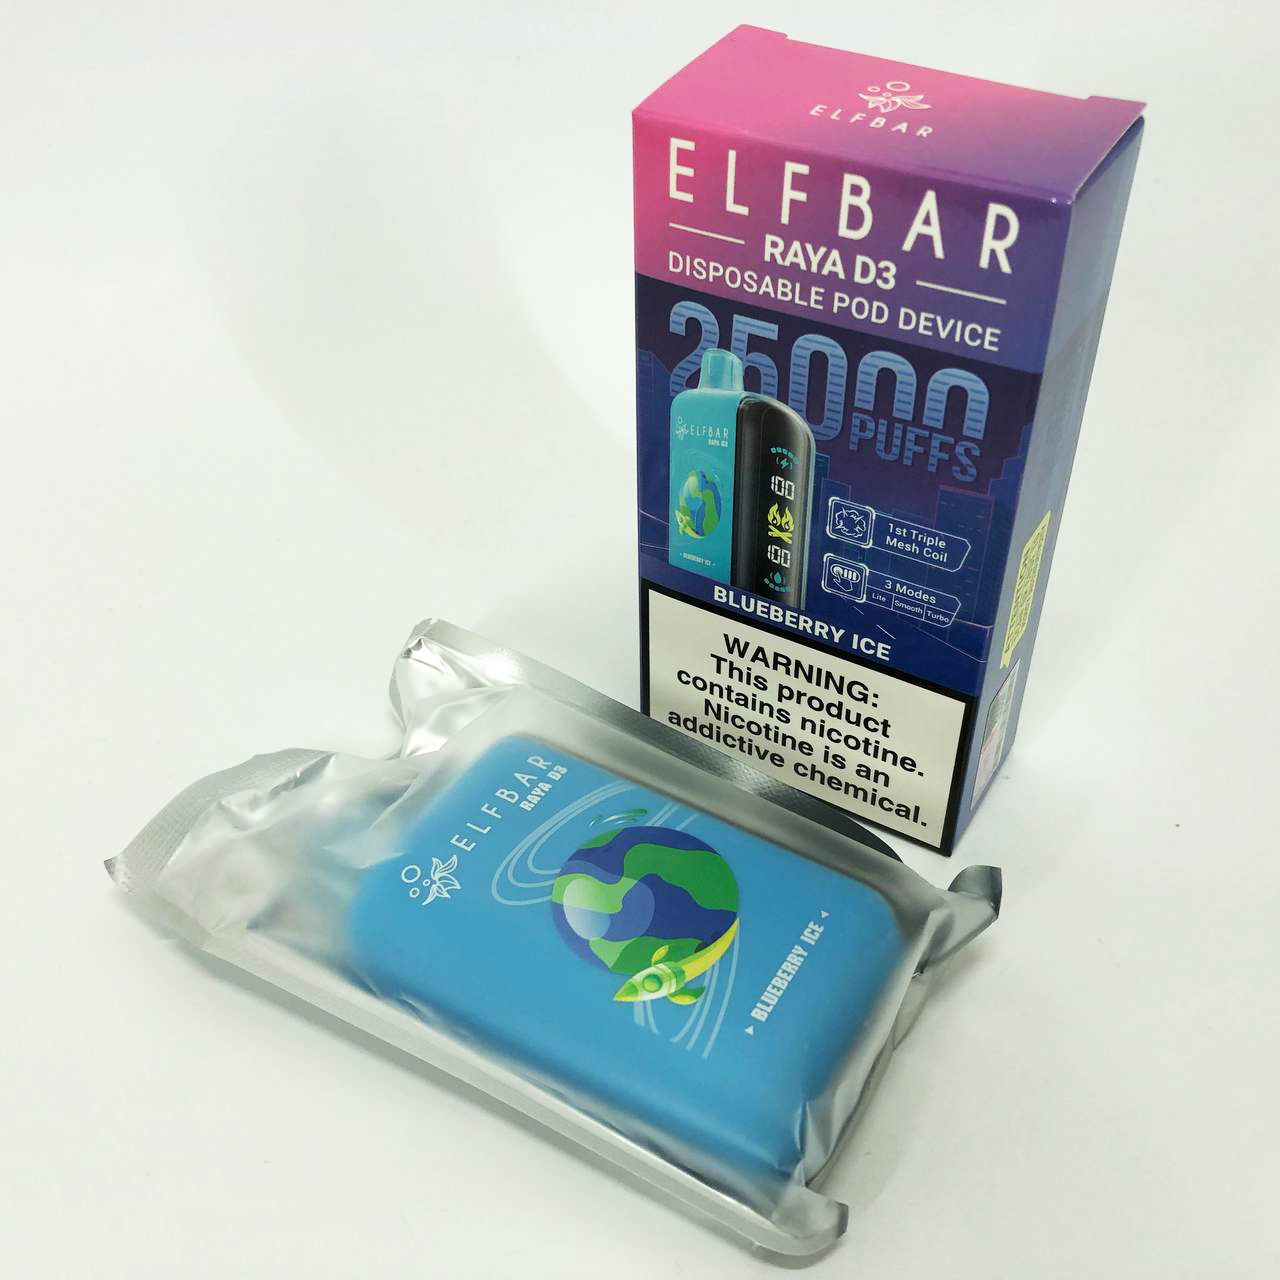 ELFBAR
ELFBAR
RAYA D3
DISPOSABLE POD DEVICE
25000
PUFFS
ELFBAR
RAYA D3
100
100
BLUEBERRY ICE
1st Triple
Mesh Coil
3 Modes
Lite Smooth Turbo
BLUEBERRY ICE
WARNING:
This product
contains nicotine.
Nicotine is an
addictive chemical.
ELFBAR
RAYA D3
BLUEBERRY ICE